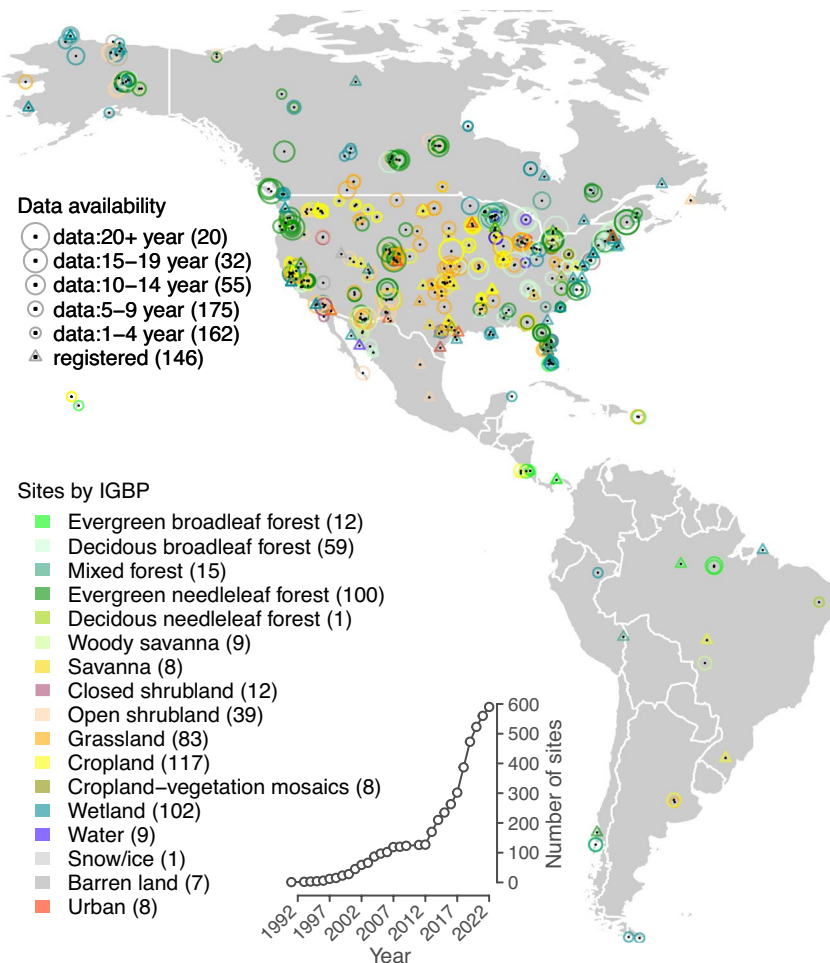 Data availability
data:20+ year (20)
data:15−19 year (32)
data:10−14 year (55)
data:5−9 year (175)
data:1−4 year (162)
registered (146)
Sites by IGBP
Evergreen broadleaf forest (12)
Decidous broadleaf forest (59)
Mixed forest (15)
Evergreen needleleaf forest (100)
Decidous needleleaf forest (1)
Woody savanna (9)
Savanna (8)
Closed shrubland (12)
Open shrubland (39)
Grassland (83)
Cropland (117)
Cropland−vegetation mosaics (8)
Wetland (102)
Water (9)
Snow/ice (1)
Barren land (7)
Urban (8)
600
500
400
300
200
100
0
Number of sites
1992
1997
2002
2007
2012
2017
2022
Year